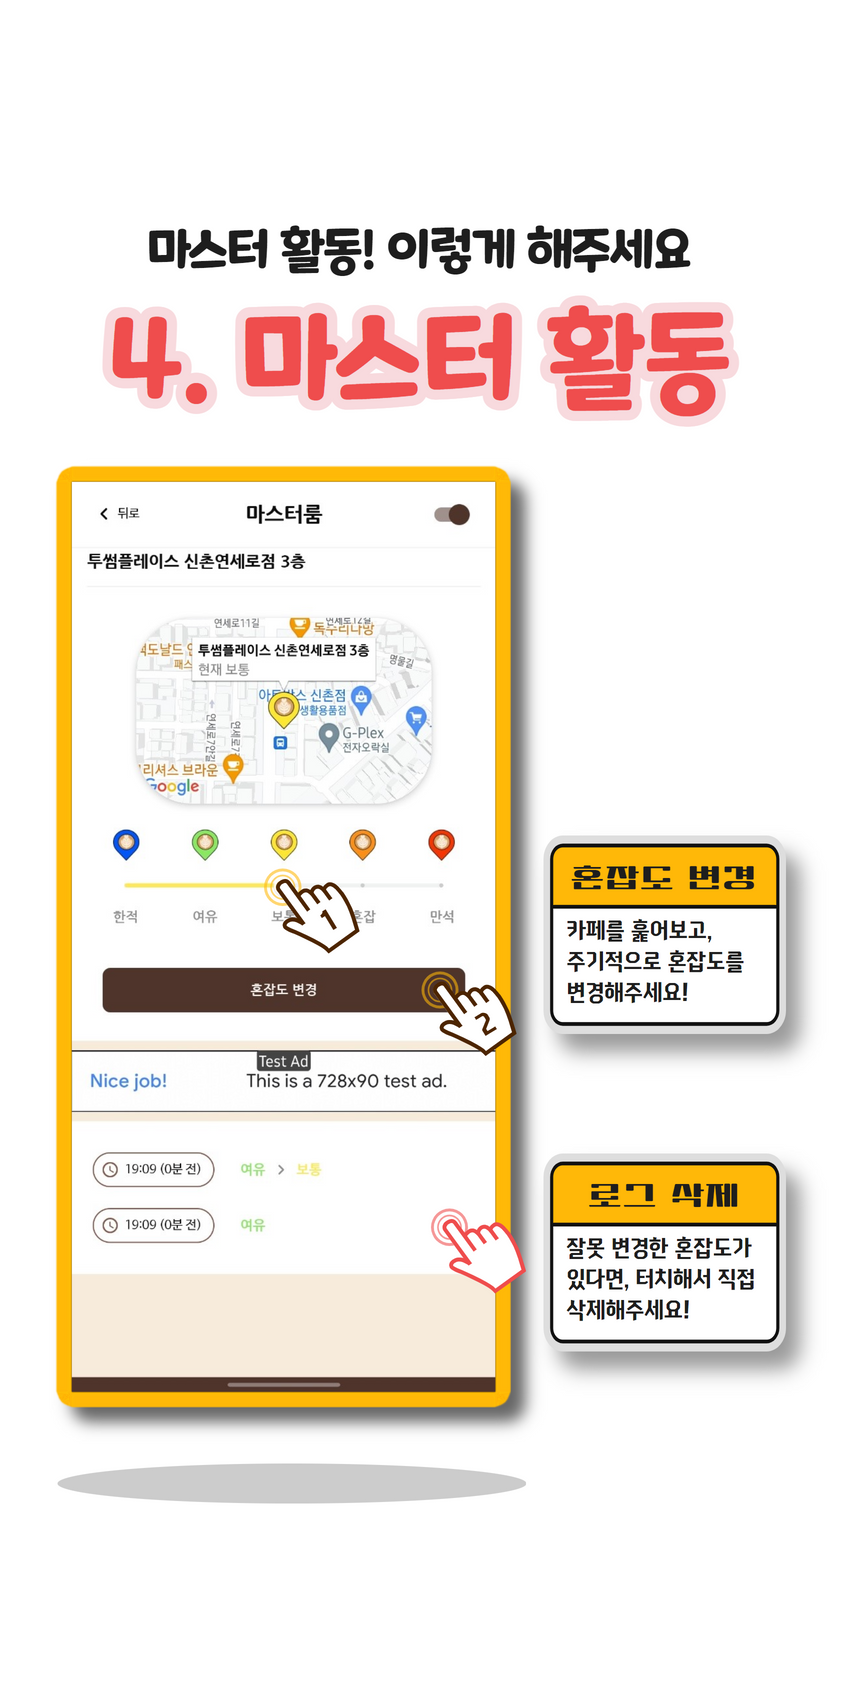 마스터 활동! 이렇게 해주세요
4. 마스터 활동
뒤로
마스터룸
투썸플레이스 신촌연세로점 3층
연세로11길
연세로12길
독수리다방
투썸플레이스 신촌연세로점 3층
현재 보통
명물길
신촌점
생활용품점
G-Plex
전자오락실
연세로7안길
리셔스 브라운
Google
한적
여유
보통
혼잡
만석
1
혼잡도 변경
2
Test Ad
Nice job!
This is a 728x90 test ad.
19:09 (0분 전)
여유 > 보통
19:09 (0분 전)
여유
혼잡도 변경
카페를 훑어보고,
주기적으로 혼잡도를
변경해주세요!
로그 삭제
잘못 변경한 혼잡도가
있다면, 터치해서 직접
삭제해주세요!